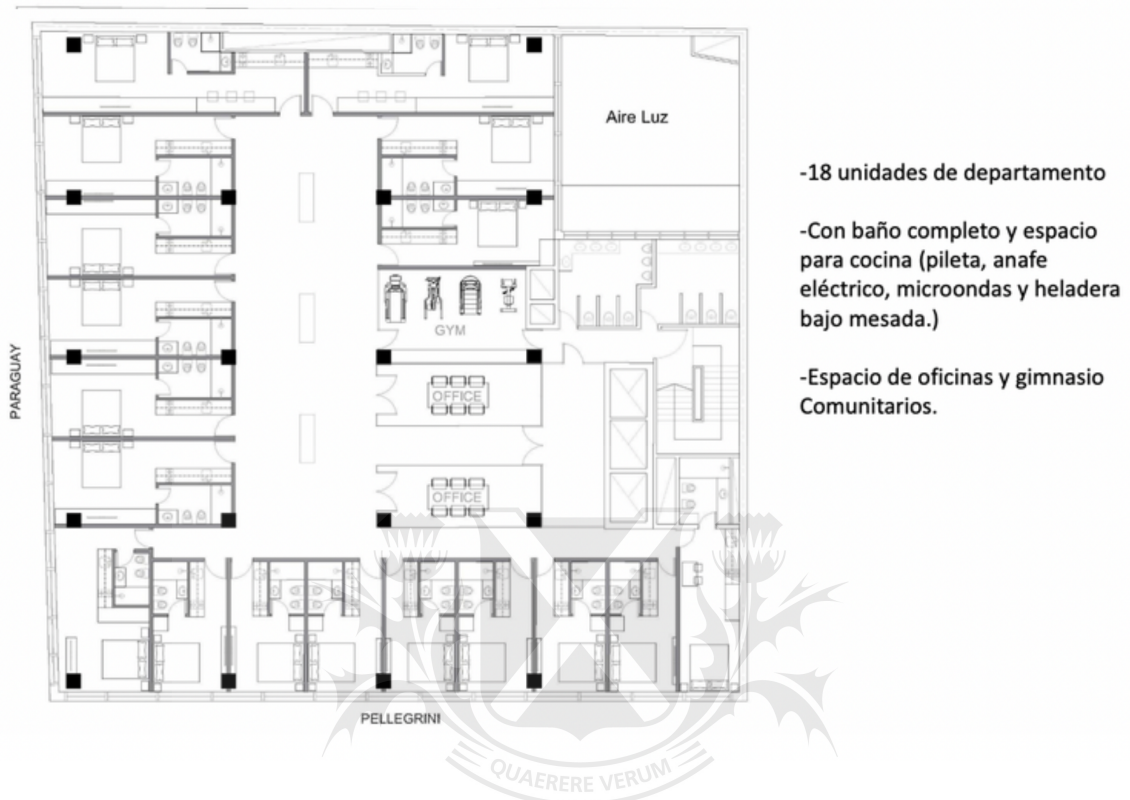 Aire Luz
-18 unidades de departamento
-Con baño completo y espacio
para cocina (pileta, anafe
eléctrico, microondas y heladera
bajo mesada.)
GYM
PARAGUAY
OFFICE
-Espacio de oficinas y gimnasio
Comunitarios.
OFFICE
PELLEGRINI
QUAERERE VERUM